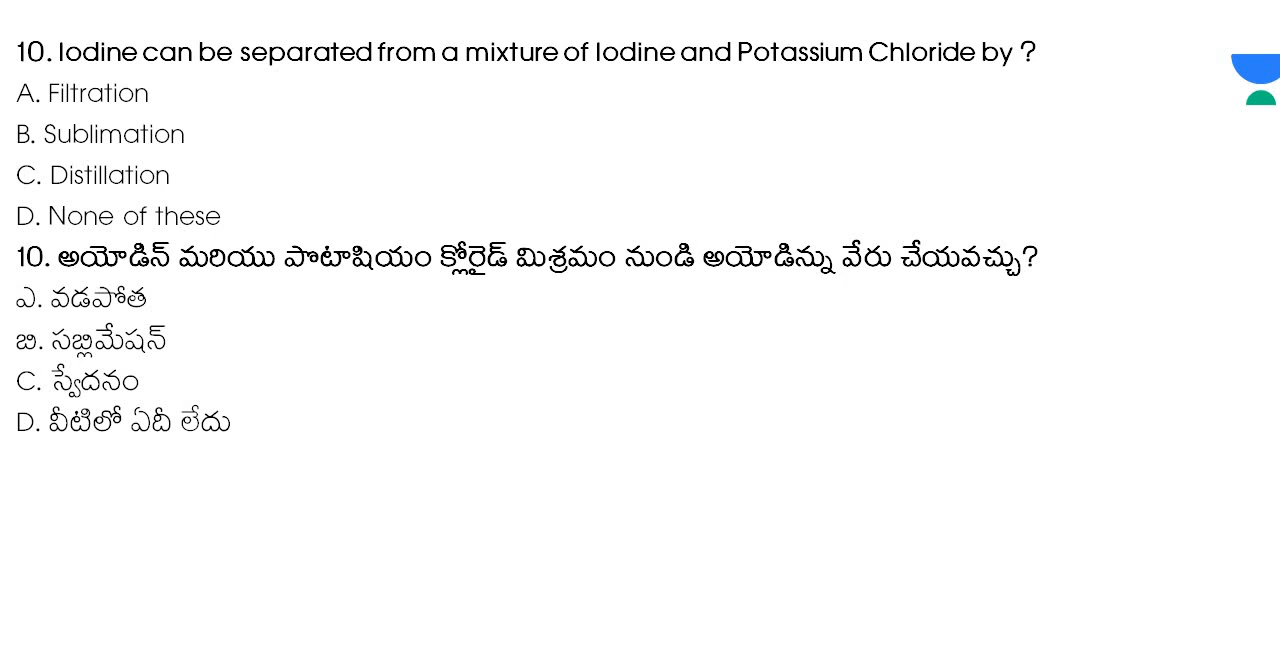 10. Iodine can be separated from a mixture of Iodine and Potassium Chloride by ?
A. Filtration
B. Sublimation
C. Distillation
D. None of these
10. అయోడిన్ మరియు పొటాషియం క్లోరైడ్ మిశ్రమం నుండి అయోడిన్ను వేరు చేయవచ్చు?
ఎ. వడపోత
బి. సబ్లిమేషన్
C. స్వేదనం
D. వీటిలో ఏదీ లేదు